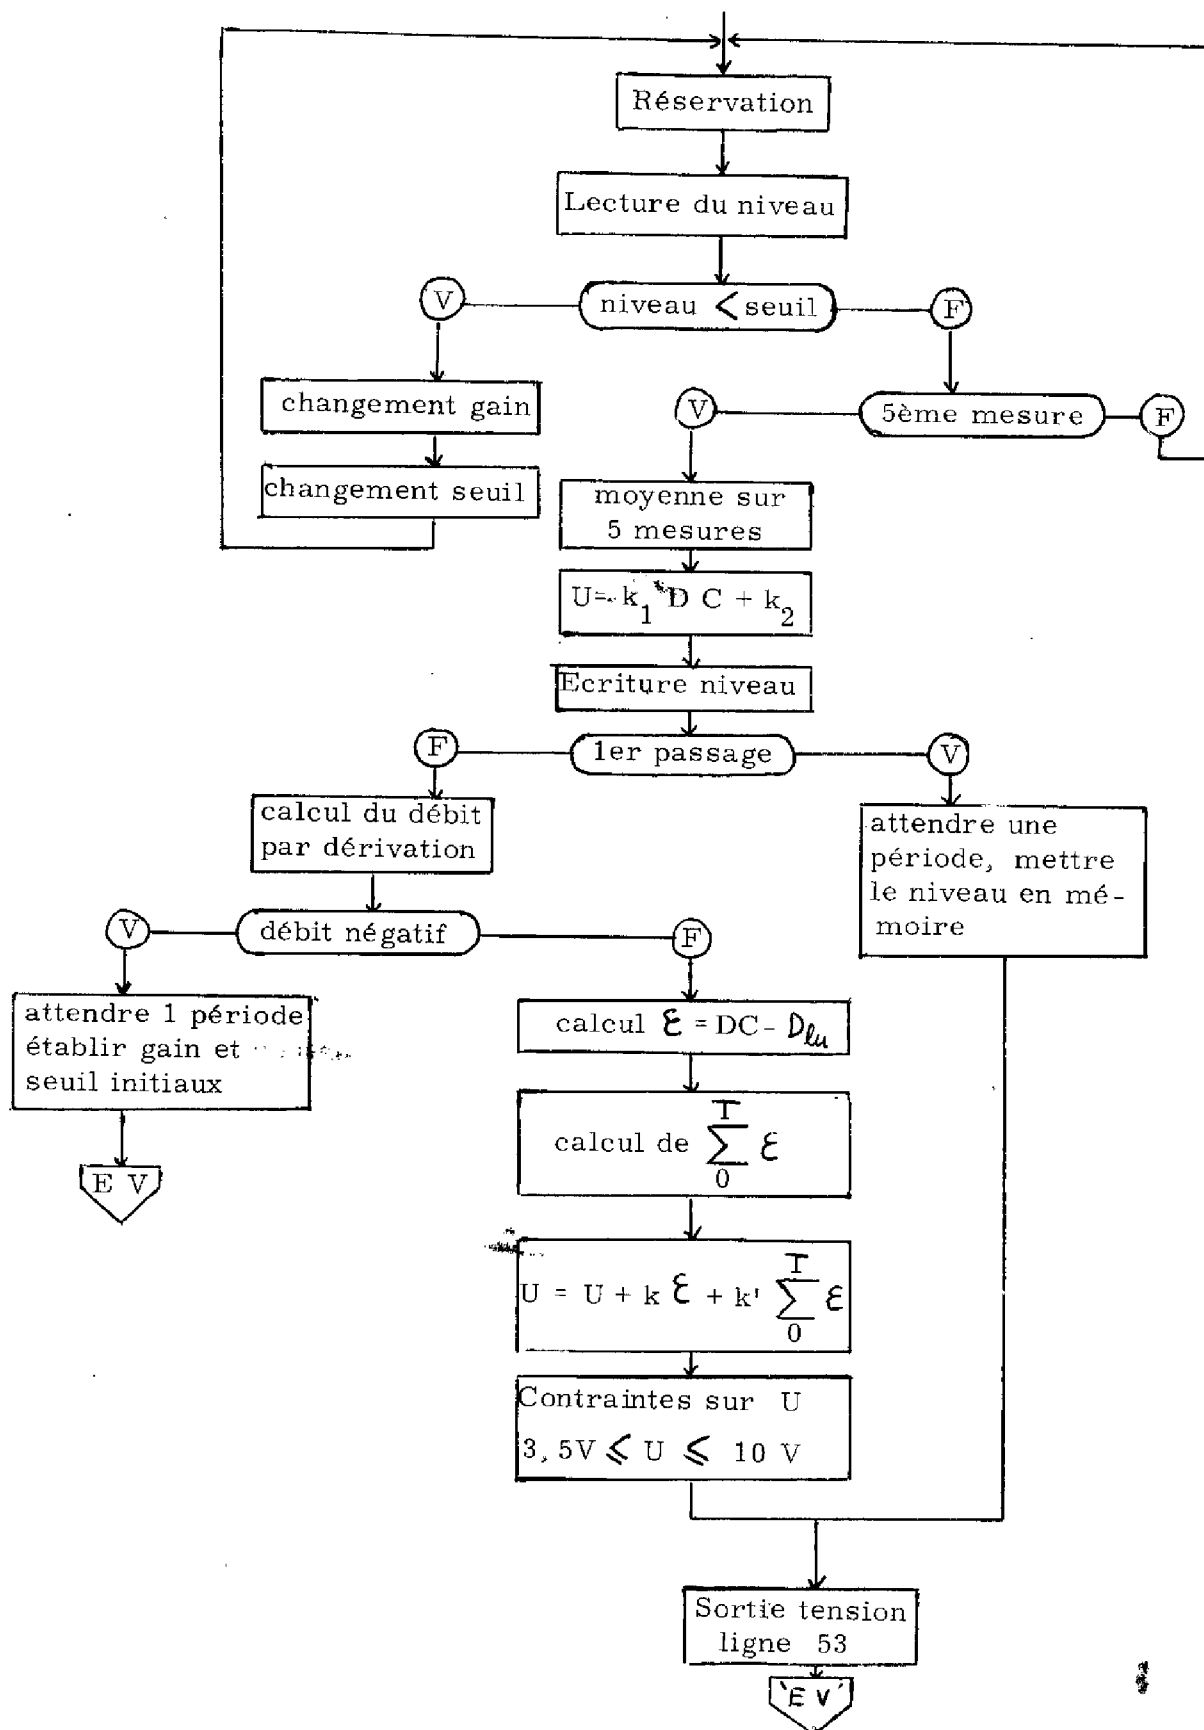 Réservation
Lecture du niveau
V
niveau < seuil
F
changement gain
V
5ème mesure
F
changement seuil
moyenne sur
5 mesures
U = k₁ * D C + k₂
Ecriture niveau
F
1er passage
V
calcul du débit
par dérivation
attendre une
période, mettre
le niveau en mé-
moire
V
débit négatif
F
attendre 1 période
établir gain et
seuil initiaux
E V
calcul ε = DC - Dlu
calcul de T ∑ 0 ε
U = U + k ε + k' T ∑ 0 ε
Contraintes sur U
3, 5V ⩽ U ⩽ 10 V
Sortie tension
ligne 53
'E V'